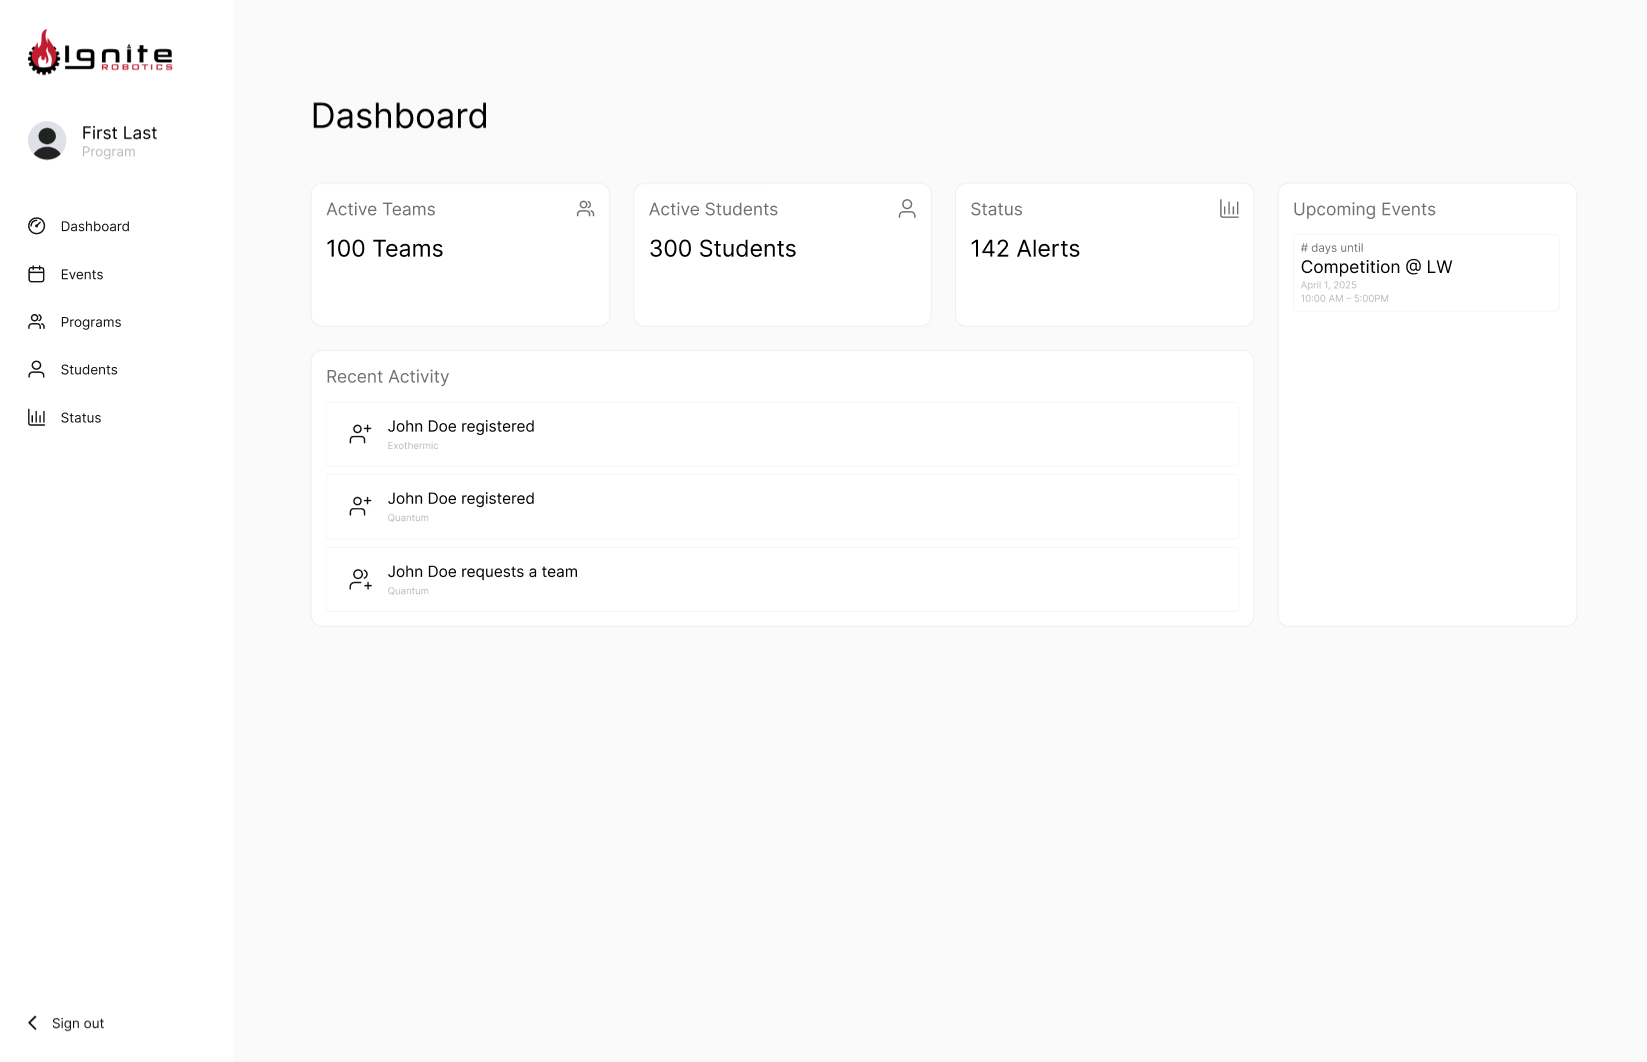 Ignite
ROBOTICS
First Last
Program
Dashboard
Events
Programs
Students
Status
Sign out
Dashboard
Active Teams
100 Teams
Active Students
300 Students
Status
142 Alerts
Upcoming Events
# days until
Competition @ LW
April 1, 2025
10:00 AM – 5:00PM
Recent Activity
John Doe registered
Exothermic
John Doe registered
Quantum
John Doe requests a team
Quantum